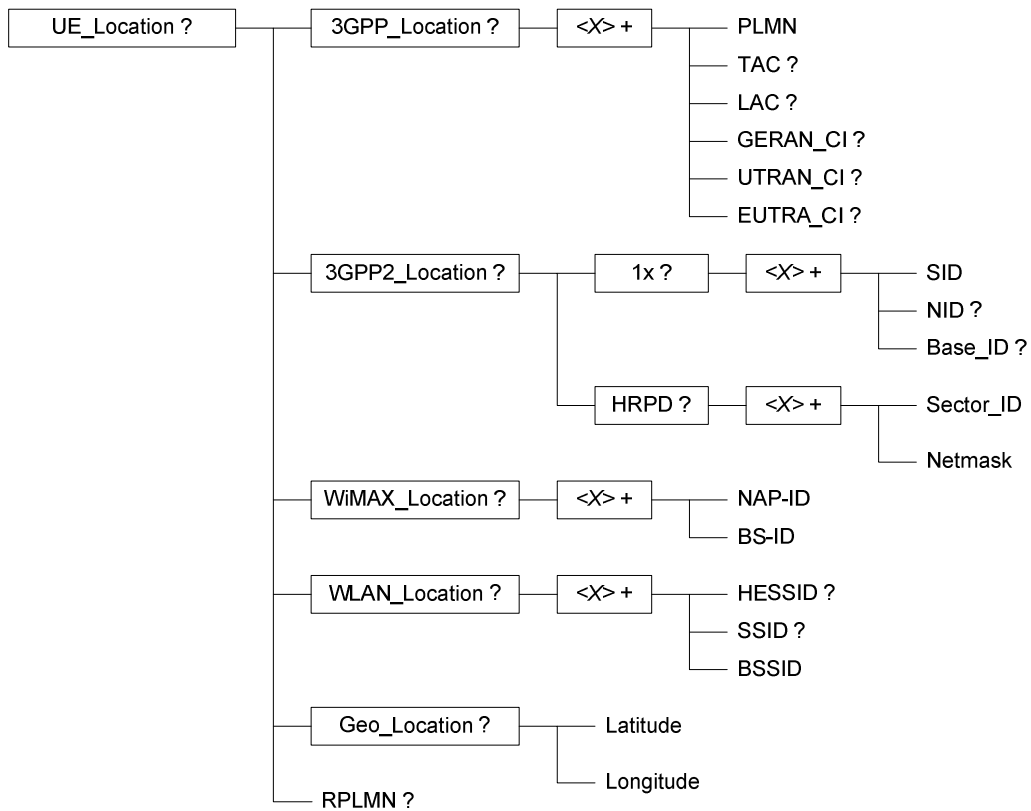 UE_Location ?
3GPP_Location ?
<X> +
PLMN
TAC ?
LAC ?
GERAN_CI ?
UTRAN_CI ?
EUTRA_CI ?
3GPP2_Location ?
1x ?
<X> +
SID
NID ?
Base_ID ?
HRPD ?
<X> +
Sector_ID
Netmask
WiMAX_Location ?
<X> +
NAP-ID
BS-ID
WLAN_Location ?
<X> +
HESSID ?
SSID ?
BSSID
Geo_Location ?
Latitude
Longitude
RPLMN ?